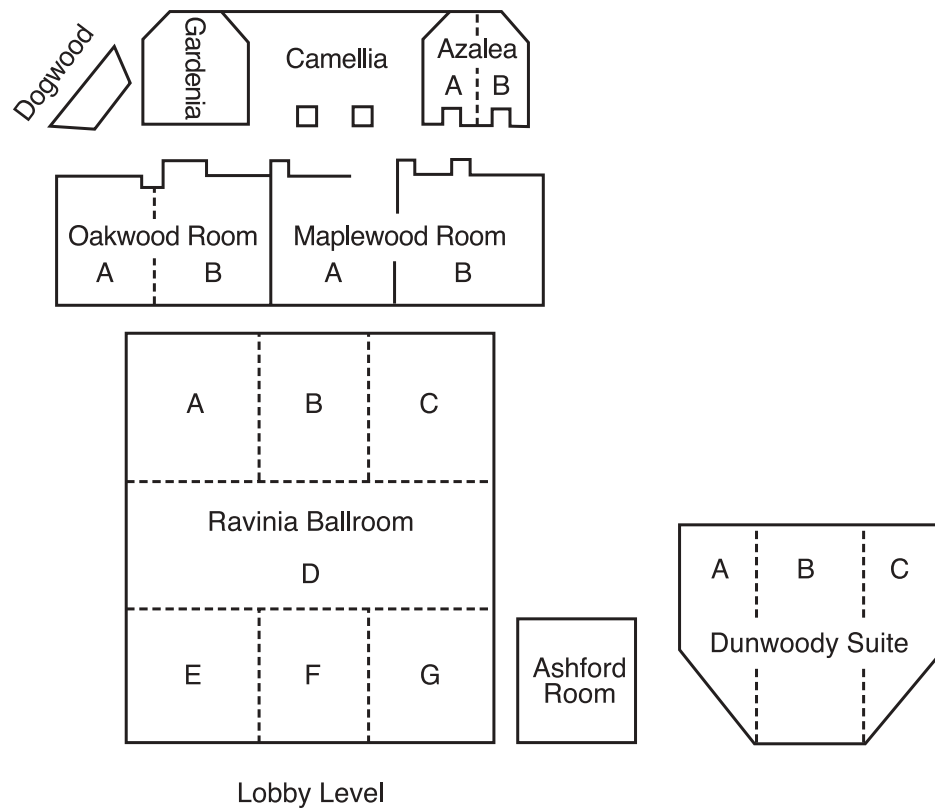 Dogwood
Gardenia
Camellia
Azalea
A B
Oakwood Room
A B
Maplewood Room
A B
A B C
Ravinia Ballroom
D
E F G
Ashford
Room
A B C
Dunwoody Suite
Lobby Level